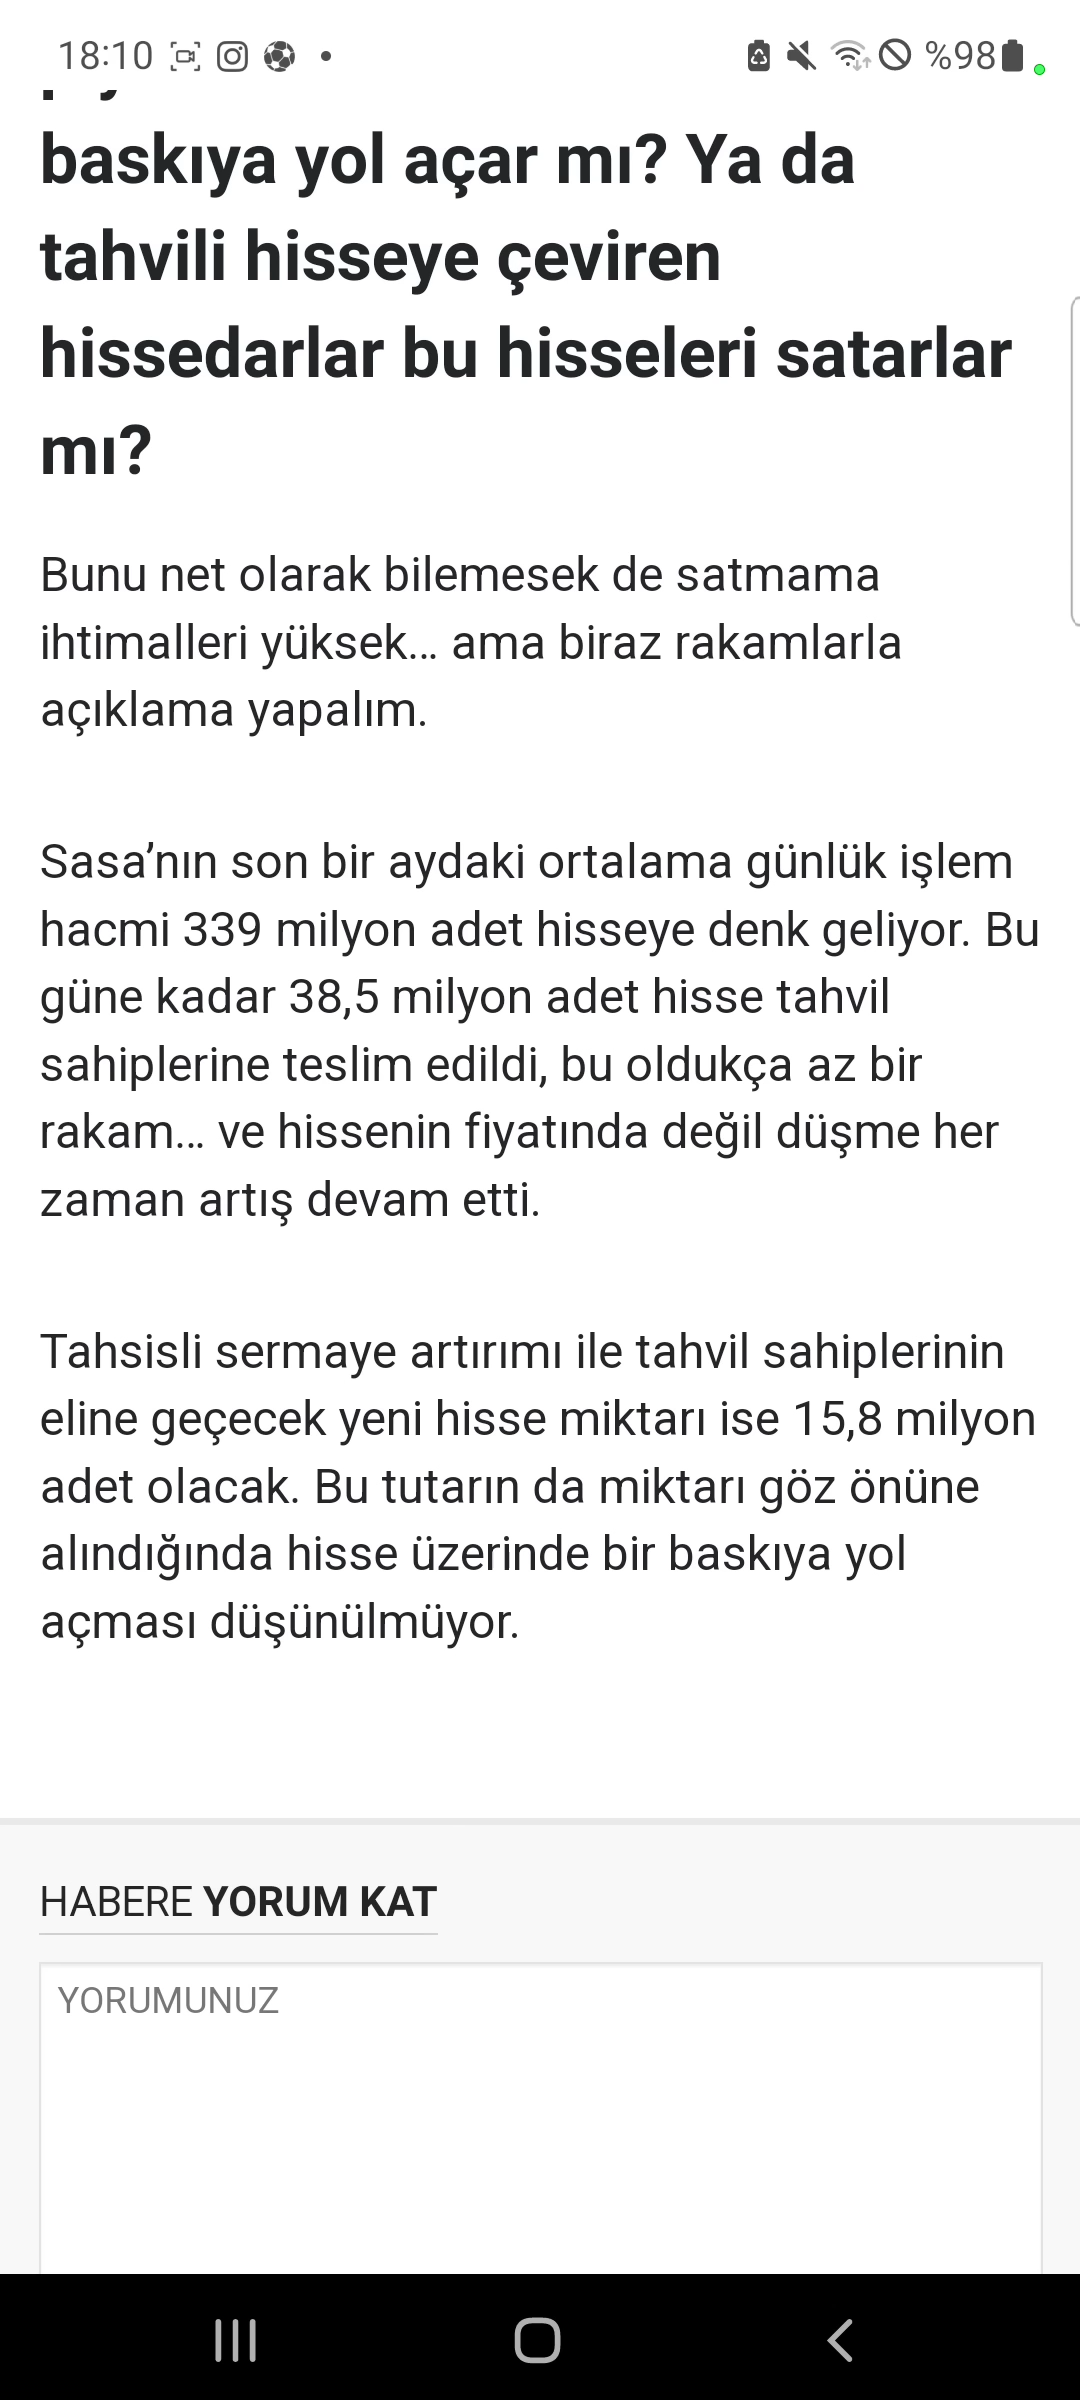 18:10
%98
baskıya yol açar mı? Ya da
tahvili hisseye çeviren
hissedarlar bu hisseleri satarlar
mı?
Bunu net olarak bilemesek de satmama
ihtimalleri yüksek… ama biraz rakamlarla
açıklama yapalım.
Sasa’nın son bir aydaki ortalama günlük işlem
hacmi 339 milyon adet hisseye denk geliyor. Bu
güne kadar 38,5 milyon adet hisse tahvil
sahiplerine teslim edildi, bu oldukça az bir
rakam… ve hissenin fiyatında değil düşme her
zaman artış devam etti.
Tahsisli sermaye artırımı ile tahvil sahiplerinin
eline geçecek yeni hisse miktarı ise 15,8 milyon
adet olacak. Bu tutarın da miktarı göz önüne
alındığında hisse üzerinde bir baskıya yol
açması düşünülmüyor.
HABERE YORUM KAT
YORUMUNUZ